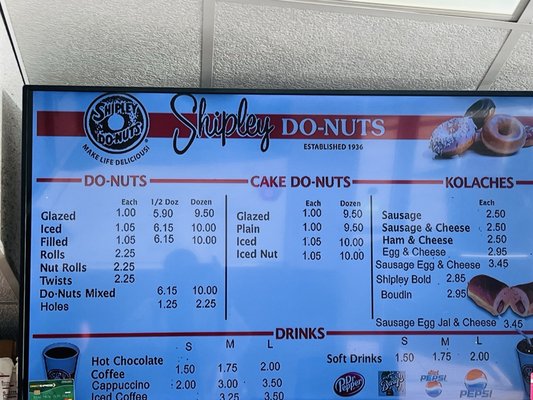 SHIPLEY DO-NUTS
MAKE LIFE DELICIOUS!
Shipley DO-NUTS
ESTABLISHED 1936
DO-NUTS
Each 1/2 Doz Dozen
Glazed 1.00 5.90 9.50
Iced 1.05 6.15 10.00
Filled 1.05 6.15 10.00
Rolls 2.25
Nut Rolls 2.25
Twists 2.25
Do-Nuts Mixed 6.15 10.00
Holes 1.25 2.25
CAKE DO-NUTS
Each Dozen
Glazed 1.00 9.50
Plain 1.00 9.50
Iced 1.05 10.00
Iced Nut 1.05 10.00
KOLACHES
Each
Sausage 2.50
Sausage & Cheese 2.50
Ham & Cheese 2.50
Egg & Cheese 2.95
Sausage Egg & Cheese 3.45
Shipley Bold 2.85
Boudin 2.95
Sausage Egg Jal & Cheese 3.45
DRINKS
S M L
Hot Chocolate
Coffee 1.50 1.75 2.00
Cappuccino 2.00 3.00 3.50
Iced Coffee 3.25 3.50
S M L
Soft Drinks 1.50 1.75 2.00
Dr Pepper
diet PEPSI
PEPSI